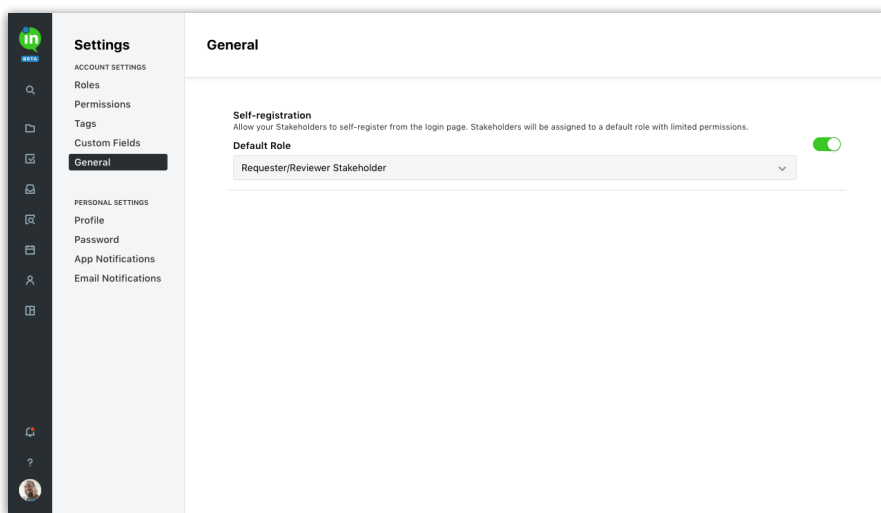 in
BETA
Settings
ACCOUNT SETTINGS
Roles
Permissions
Tags
Custom Fields
General
PERSONAL SETTINGS
Profile
Password
App Notifications
Email Notifications
?
General
Self-registration
Allow your Stakeholders to self-register from the login page. Stakeholders will be assigned to a default role with limited permissions.
Default Role
Requester/Reviewer Stakeholder